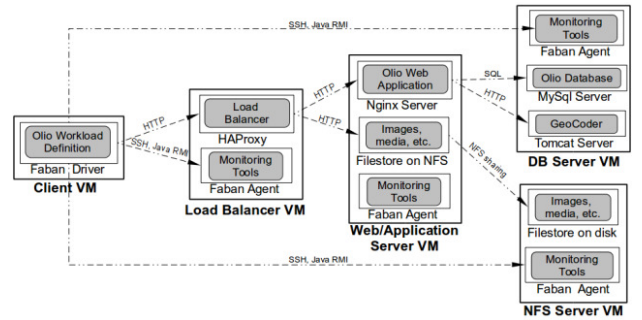 SSH, Java RMI
Monitoring
Tools
Faban Agent
Olio Database
MySql Server
GeoCoder
Tomcat Server
DB Server VM
SQL
HTTP
Olio Web
Application
Nginx Server
Images,
media, etc.
Filestore on NFS
Monitoring
Tools
Faban Agent
Web/Application
Server VM
HTTP
HTTP
Load
Balancer
HAProxy
Monitoring
Tools
Faban Agent
Load Balancer VM
HTTP
SSH, Java RMI
Olio Workload
Definition
Faban Driver
Client VM
NFS sharing
Images,
media, etc.
Filestore on disk
Monitoring
Tools
Faban Agent
NFS Server VM
SSH, Java RMI